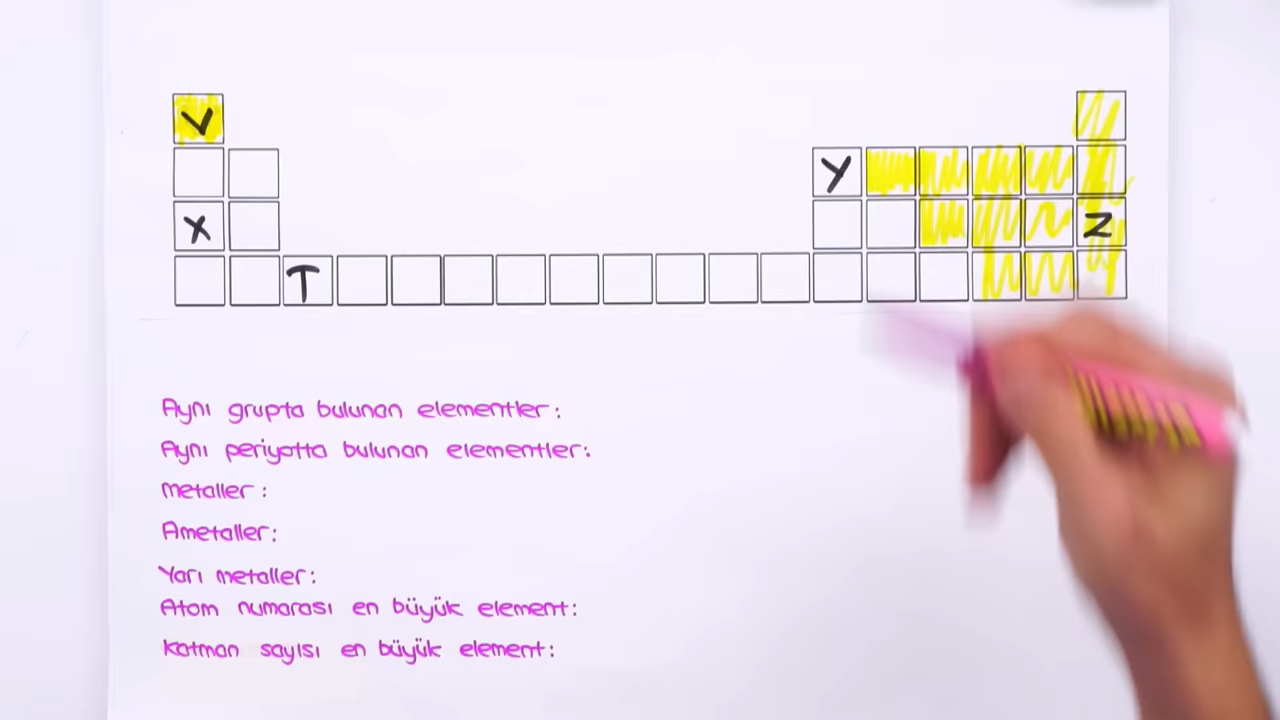 V
Y
X
Z
T
Aynı grupta bulunan elementler:
Aynı periyotta bulunan elementler:
Metaller:
Ametaller:
Yarı metaller:
Atom numarası en büyük element:
Katman sayısı en büyük element: